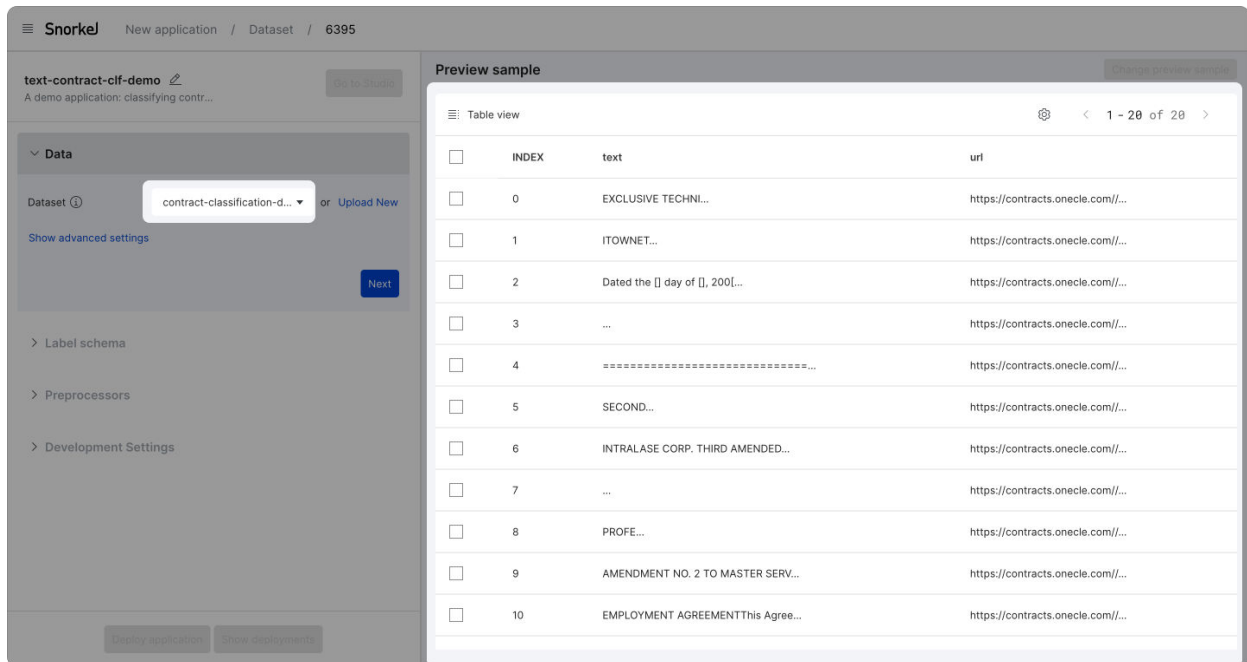 Snorkel New application / Dataset / 6395
text-contract-clf-demo
Go to Studio
A demo application: classifying contr...
Data
Dataset contract-classification-d... or Upload New
Show advanced settings
Next
Label schema
Preprocessors
Development Settings
Deploy application Show deployments
Preview sample Change preview sample
Table view 1 - 20 of 20
INDEX text url
0 EXCLUSIVE TECHNI... https://contracts.onecle.com//...
1 ITOWNET... https://contracts.onecle.com//...
2 Dated the [] day of [], 200[... https://contracts.onecle.com//...
3 ... https://contracts.onecle.com//...
4 ==============================... https://contracts.onecle.com//...
5 SECOND... https://contracts.onecle.com//...
6 INTRALASE CORP. THIRD AMENDED... https://contracts.onecle.com//...
7 ... https://contracts.onecle.com//...
8 PROFE... https://contracts.onecle.com//...
9 AMENDMENT NO. 2 TO MASTER SERV... https://contracts.onecle.com//...
10 EMPLOYMENT AGREEMENTThis Agree... https://contracts.onecle.com//...